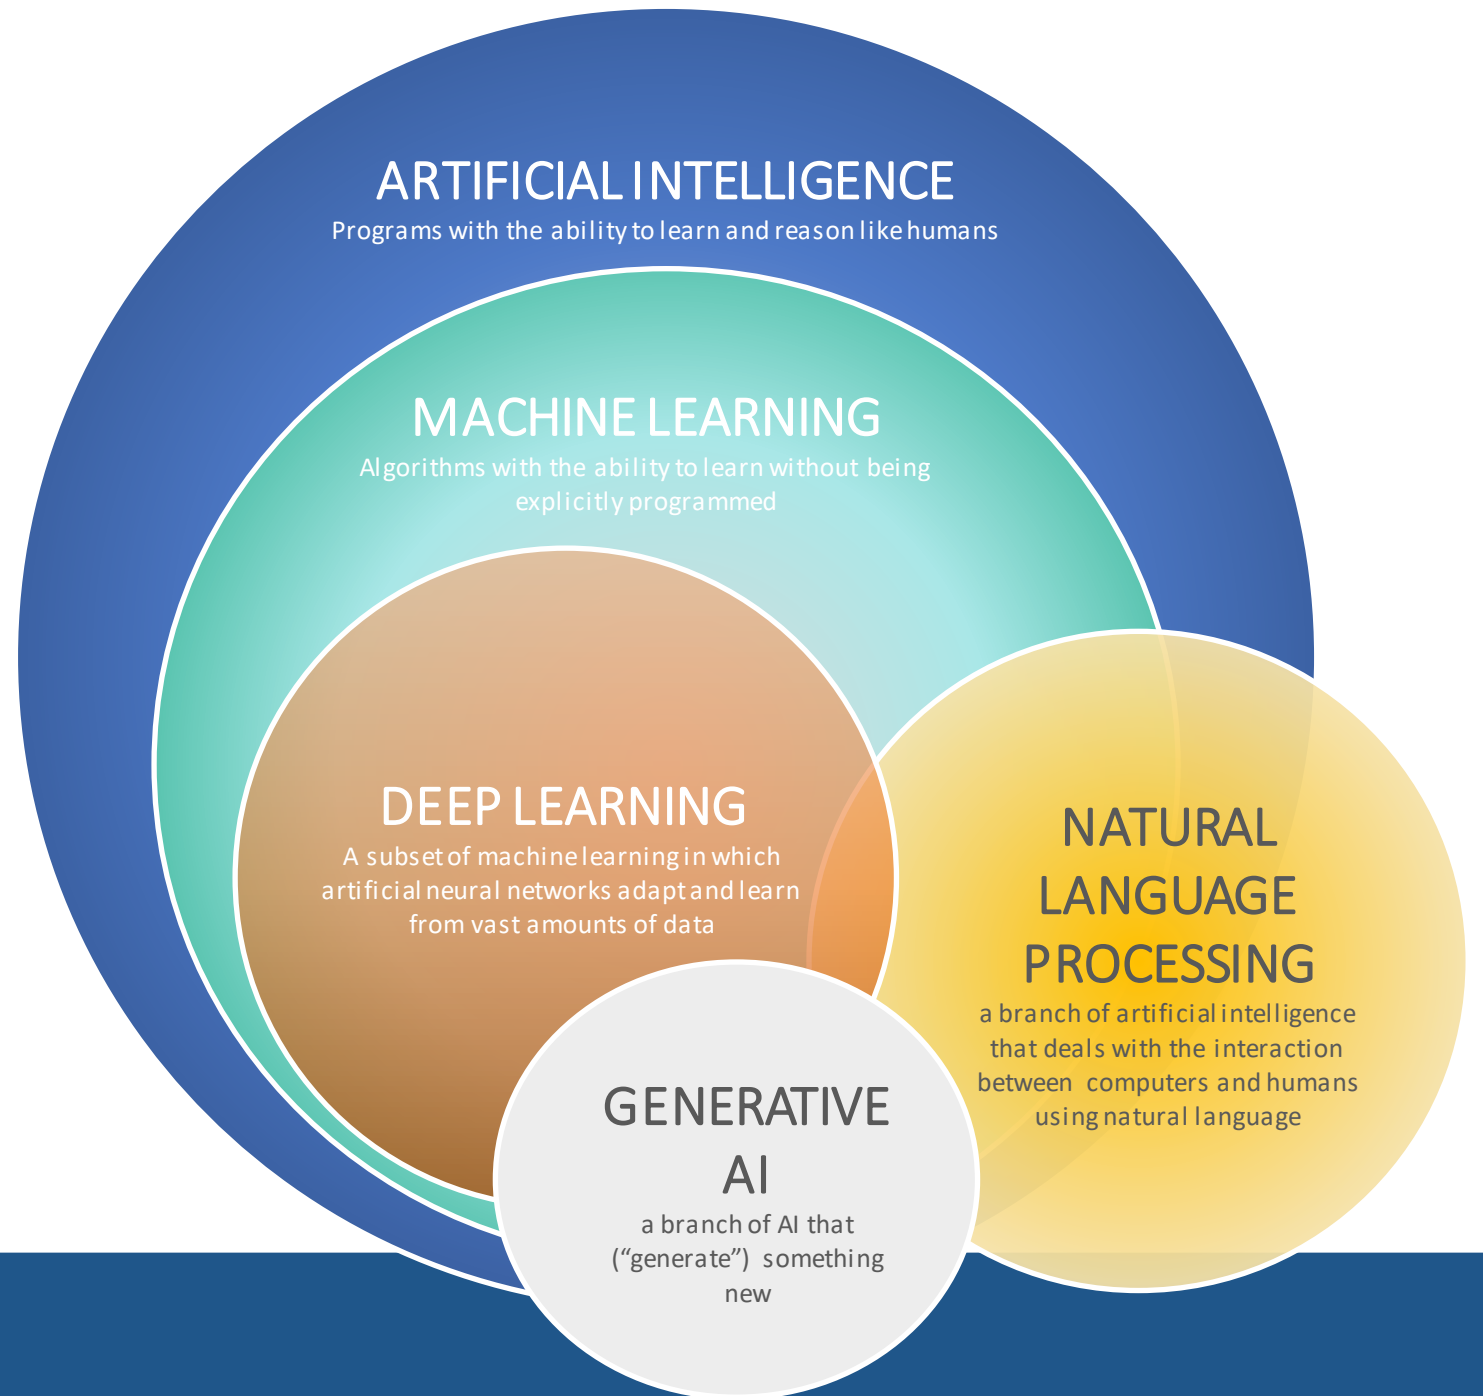 ARTIFICIAL INTELLIGENCE
Programs with the ability to learn and reason like humans
MACHINE LEARNING
Algorithms with the ability to learn without being
explicitly programmed
DEEP LEARNING
A subset of machine learning in which
artificial neural networks adapt and learn
from vast amounts of data
NATURAL
LANGUAGE
PROCESSING
a branch of artificial intelligence
that deals with the interaction
between computers and humans
using natural language
GENERATIVE
AI
a branch of AI that
(“generate”) something
new